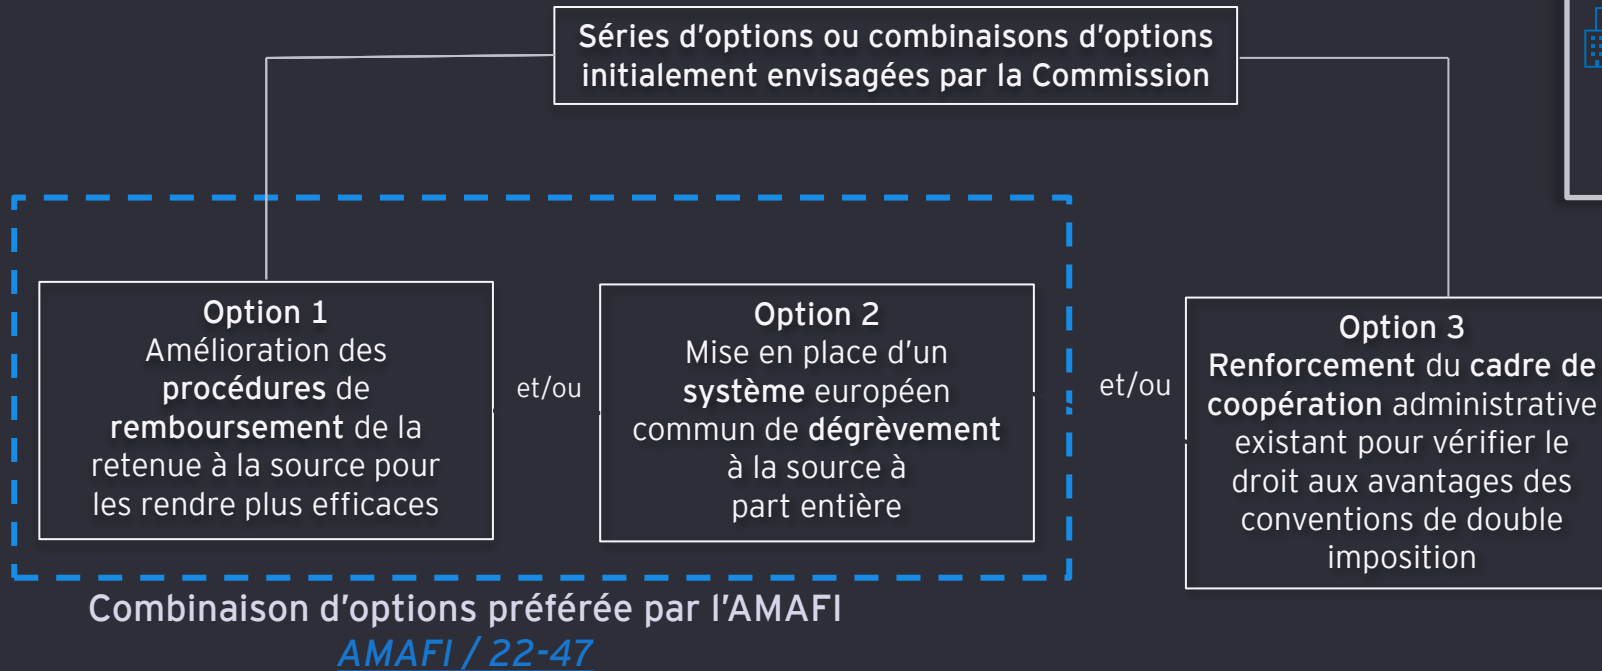 Séries d'options ou combinaisons d'options
initialement envisagées par la Commission
Option 1
Amélioration des
procédures de
remboursement de la
retenue à la source pour
les rendre plus efficaces
et/ou
Option 2
Mise en place d'un
système européen
commun de dégrèvement
à la source à
part entière
et/ou
Option 3
Renforcement du cadre de
coopération administrative
existant pour vérifier le
droit aux avantages des
conventions de double
imposition
Combinaison d'options préférée par l'AMAFI
AMAFI / 22-47